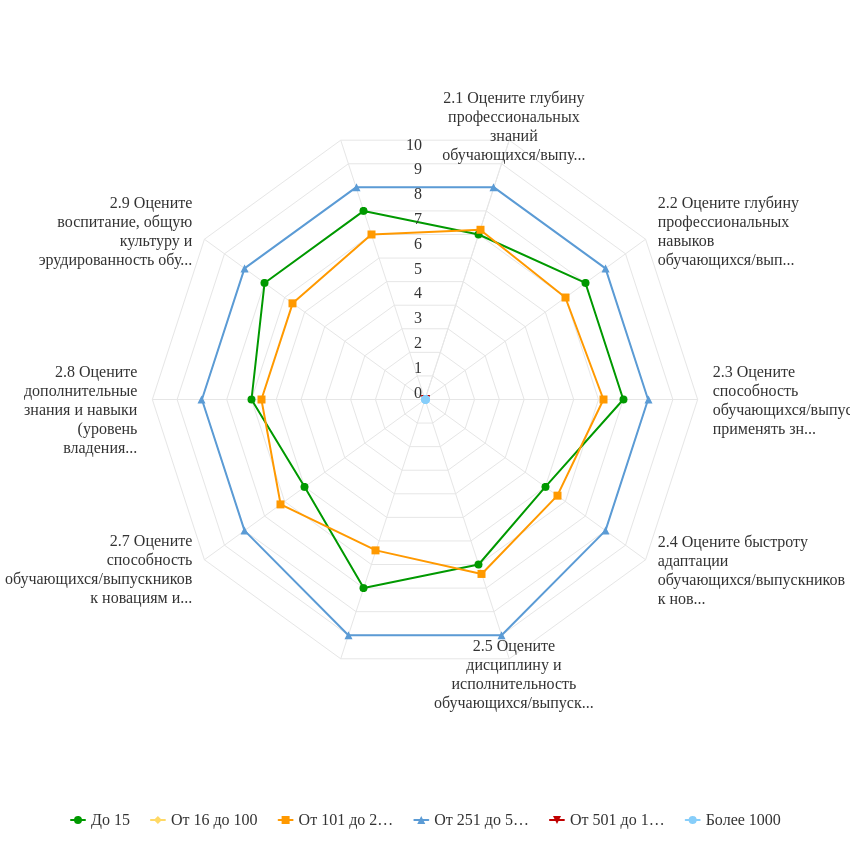 2.1 Оцените глубину
профессиональных
знаний
обучающихся/выпу...
10
9
8
7
6
5
4
3
2
1
0
2.2 Оцените глубину
профессиональных
навыков
обучающихся/вып...
2.3 Оцените
способность
обучающихся/выпус
применять зн...
2.4 Оцените быстроту
адаптации
обучающихся/выпускников
к нов...
2.5 Оцените
дисциплину и
исполнительность
обучающихся/выпуск...
2.7 Оцените
способность
обучающихся/выпускников
к новациям и...
2.8 Оцените
дополнительные
знания и навыки
(уровень
владения...
2.9 Оцените
воспитание, общую
культуру и
эрудированность обу...
До 15
От 16 до 100
От 101 до 2…
От 251 до 5…
От 501 до 1…
Более 1000